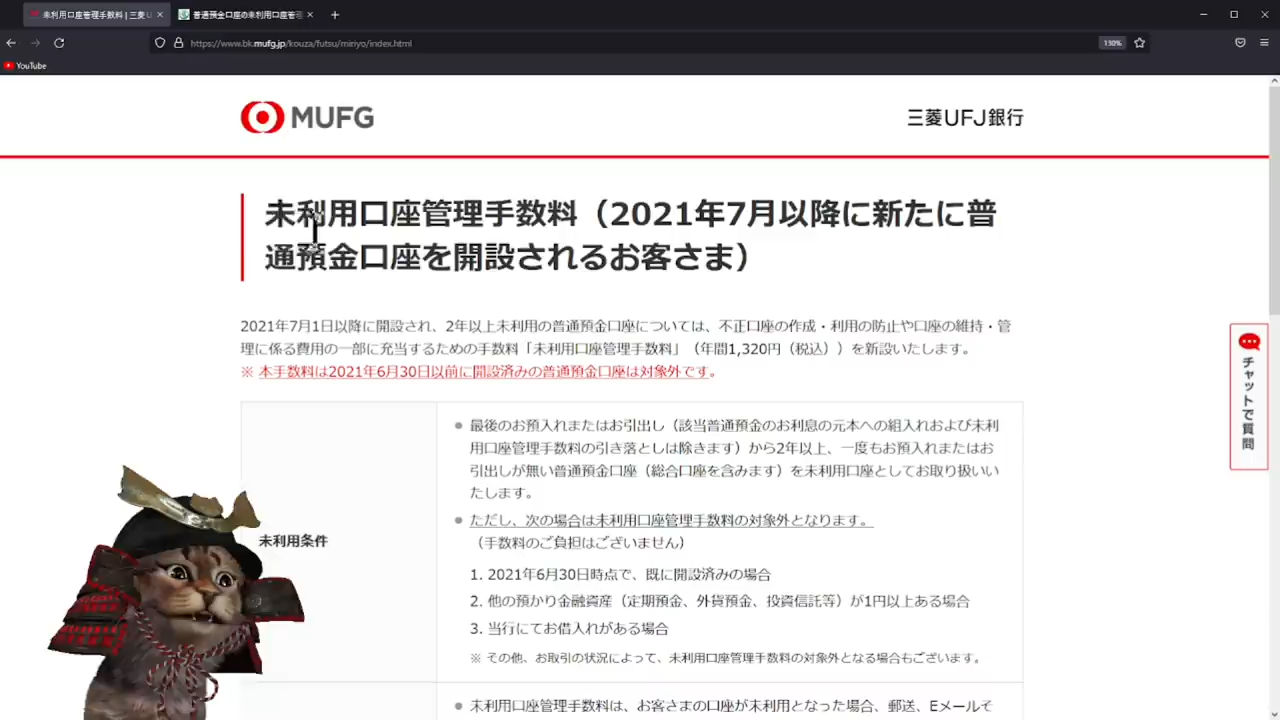 未利用口座管理手数料 | 三菱U
普通預金口座の未利用口座管理
https://www.bk.mufg.jp/kouza/futsu/miriyo/index.html
130%
YouTube
MUFG
三菱UFJ銀行
未利用口座管理手数料（2021年7月以降に新たに普
通預金口座を開設されるお客さま）
2021年7月1日以降に開設され、2年以上未利用の普通預金口座については、不正口座の作成・利用の防止や口座の維持・管
理に係る費用の一部に充当するための手数料「未利用口座管理手数料」（年間1,320円（税込））を新設いたします。
※ 本手数料は2021年6月30日以前に開設済みの普通預金口座は対象外です。
チャットで質問
未利用条件
● 最後のお預入れまたはお引出し（該当普通預金のお利息の元本への組入れおよび未利
用口座管理手数料の引き落としは除きます）から2年以上、一度もお預入れまたはお
引出しが無い普通預金口座（総合口座を含みます）を未利用口座としてお取り扱いい
たします。
● ただし、次の場合は未利用口座管理手数料の対象外となります。
（手数料のご負担はございません）
1. 2021年6月30日時点で、既に開設済みの場合
2. 他の預かり金融資産（定期預金、外貨預金、投資信託等）が1円以上ある場合
3. 当行にてお借入れがある場合
※ その他、お取引の状況によって、未利用口座管理手数料の対象外となる場合もございます。
● 未利用口座管理手数料は、お客さまの口座が未利用となった場合、郵送、Eメールそ